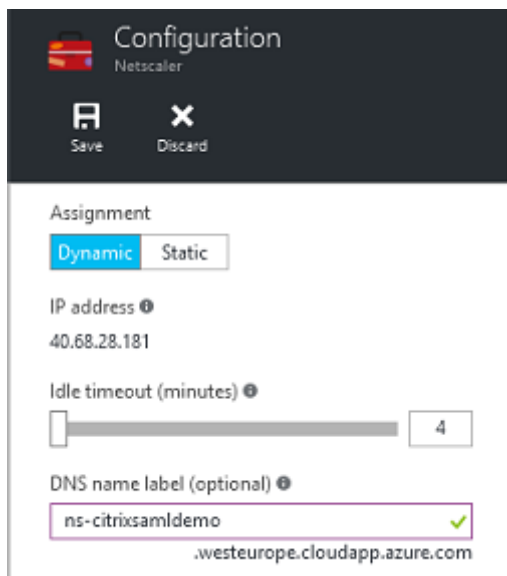 Configuration
Netscaler
Save Discard
Assignment
Dynamic Static
IP address
40.68.28.181
Idle timeout (minutes)
4
DNS name label (optional)
ns-citrixsamldemo
.westeurope.cloudapp.azure.com